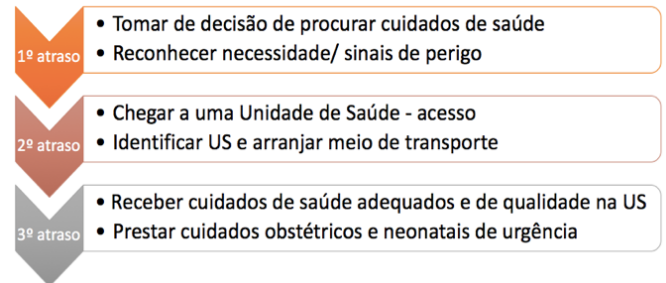 1º atraso
• Tomar de decisão de procurar cuidados de saúde
• Reconhecer necessidade/ sinais de perigo
2º atraso
• Chegar a uma Unidade de Saúde - acesso
• Identificar US e arranjar meio de transporte
3º atraso
• Receber cuidados de saúde adequados e de qualidade na US
• Prestar cuidados obstétricos e neonatais de urgência